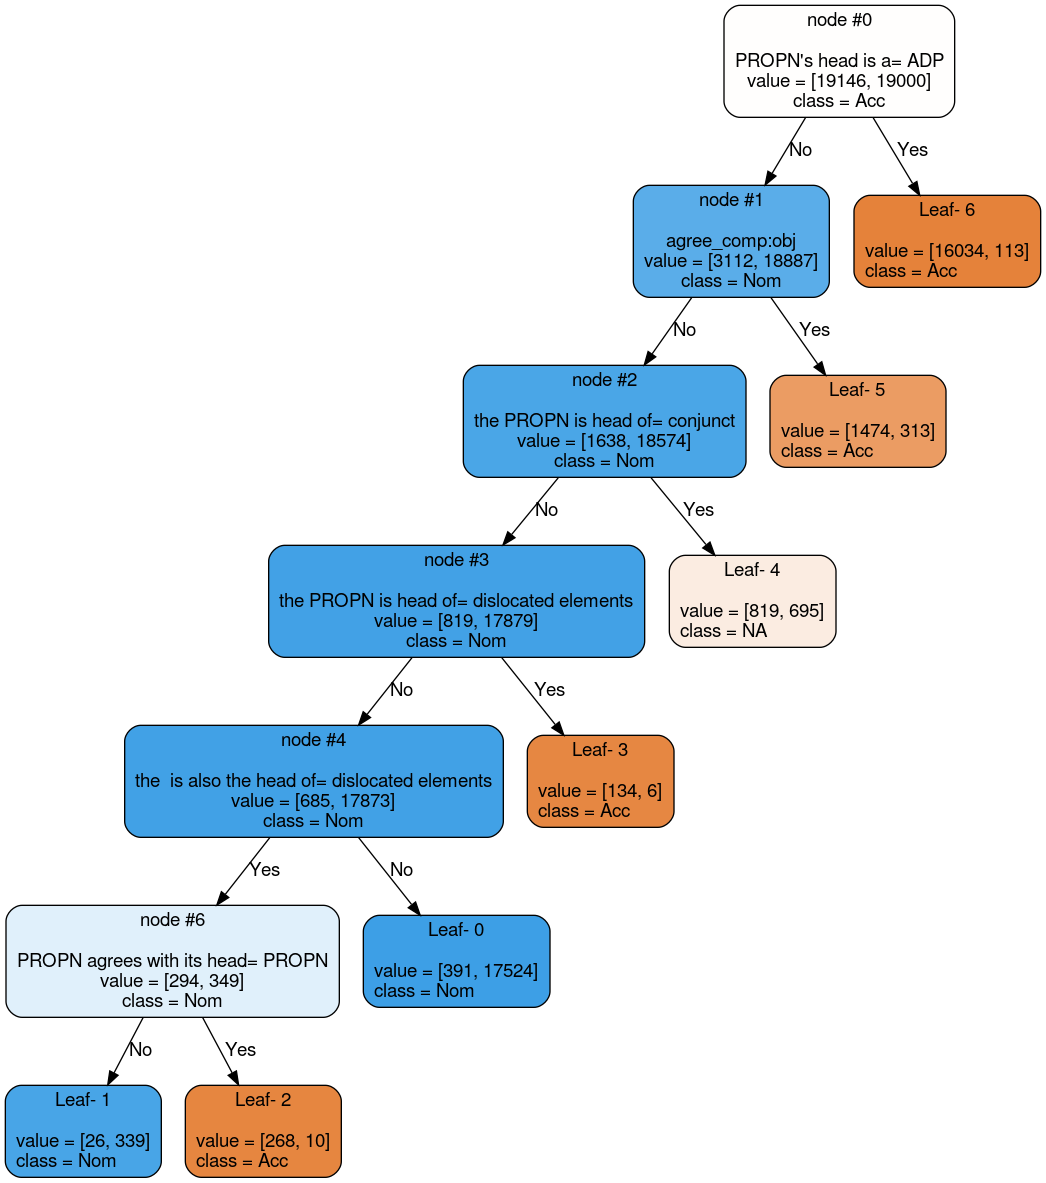 node #0
PROPN's head is a= ADP
value = [19146, 19000]
class = Acc
No
Yes
node #1
agree_comp:obj
value = [3112, 18887]
class = Nom
Leaf- 6
value = [16034, 113]
class = Acc
No
Yes
node #2
the PROPN is head of= conjunct
value = [1638, 18574]
class = Nom
Leaf- 5
value = [1474, 313]
class = Acc
No
Yes
node #3
the PROPN is head of= dislocated elements
value = [819, 17879]
class = Nom
Leaf- 4
value = [819, 695]
class = NA
No
Yes
node #4
the  is also the head of= dislocated elements
value = [685, 17873]
class = Nom
Leaf- 3
value = [134, 6]
class = Acc
Yes
No
node #6
PROPN agrees with its head= PROPN
value = [294, 349]
class = Nom
Leaf- 0
value = [391, 17524]
class = Nom
No
Yes
Leaf- 1
value = [26, 339]
class = Nom
Leaf- 2
value = [268, 10]
class = Acc